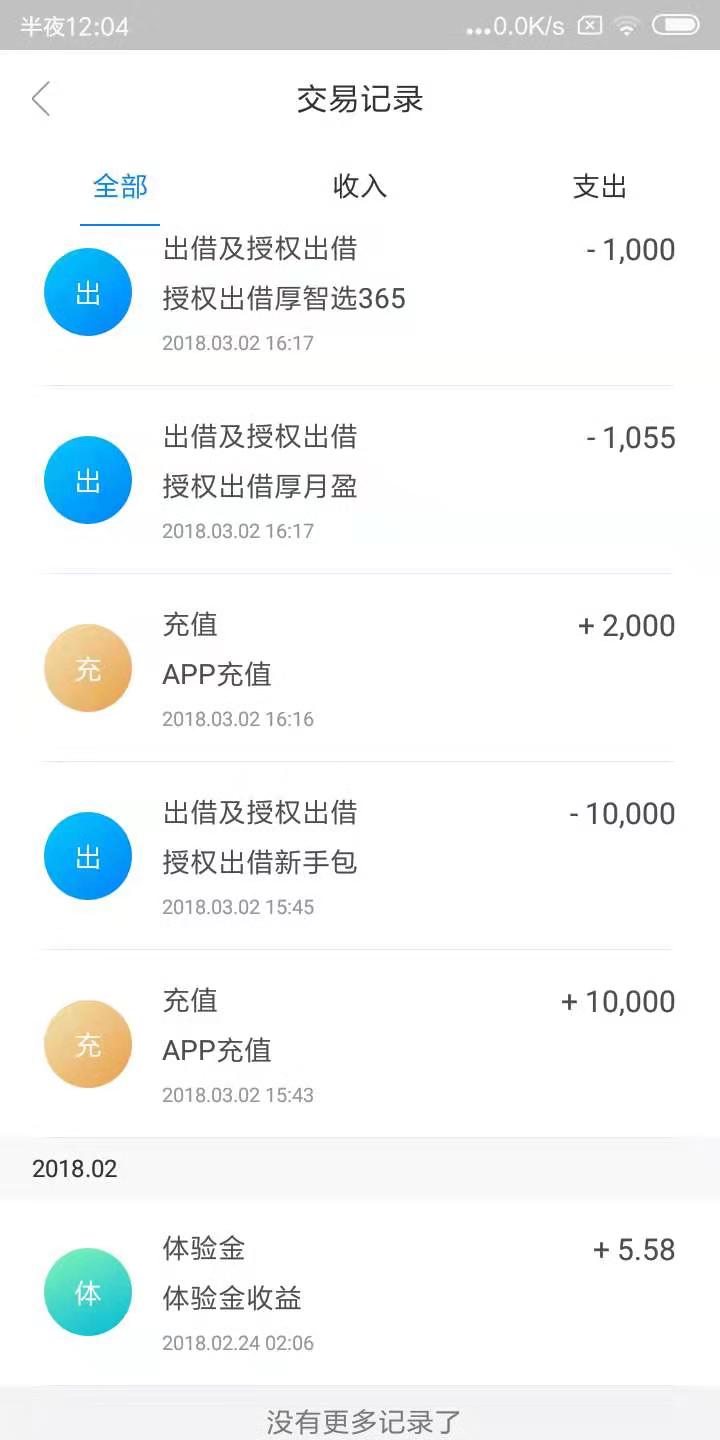 半夜12:04
...0.0K/s
交易记录
全部
收入
支出
出借及授权出借
- 1,000
出
授权出借厚智选365
2018.03.02 16:17
出借及授权出借
- 1,055
出
授权出借厚月盈
2018.03.02 16:17
充值
+ 2,000
充
APP充值
2018.03.02 16:16
出借及授权出借
- 10,000
出
授权出借新手包
2018.03.02 15:45
充值
+ 10,000
充
APP充值
2018.03.02 15:43
2018.02
体验金
+ 5.58
体
体验金收益
2018.02.24 02:06
没有更多记录了